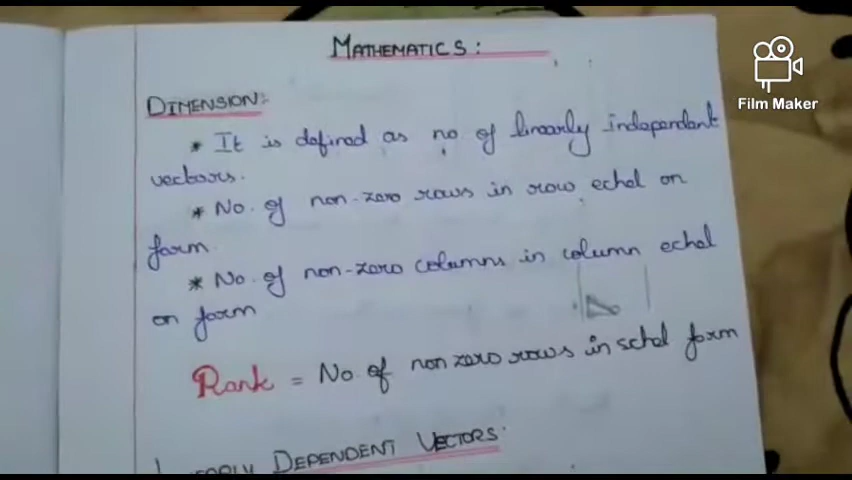 MATHEMATICS:
Film Maker
DIMENSION:
* It is defined as no of linearly independent
vectors.
* No. of non-zero rows in row echel on
form.
* No. of non-zero columns in column echel
on form
Rank = No. of non zero rows in schel form
DEPENDENT VECTORS: